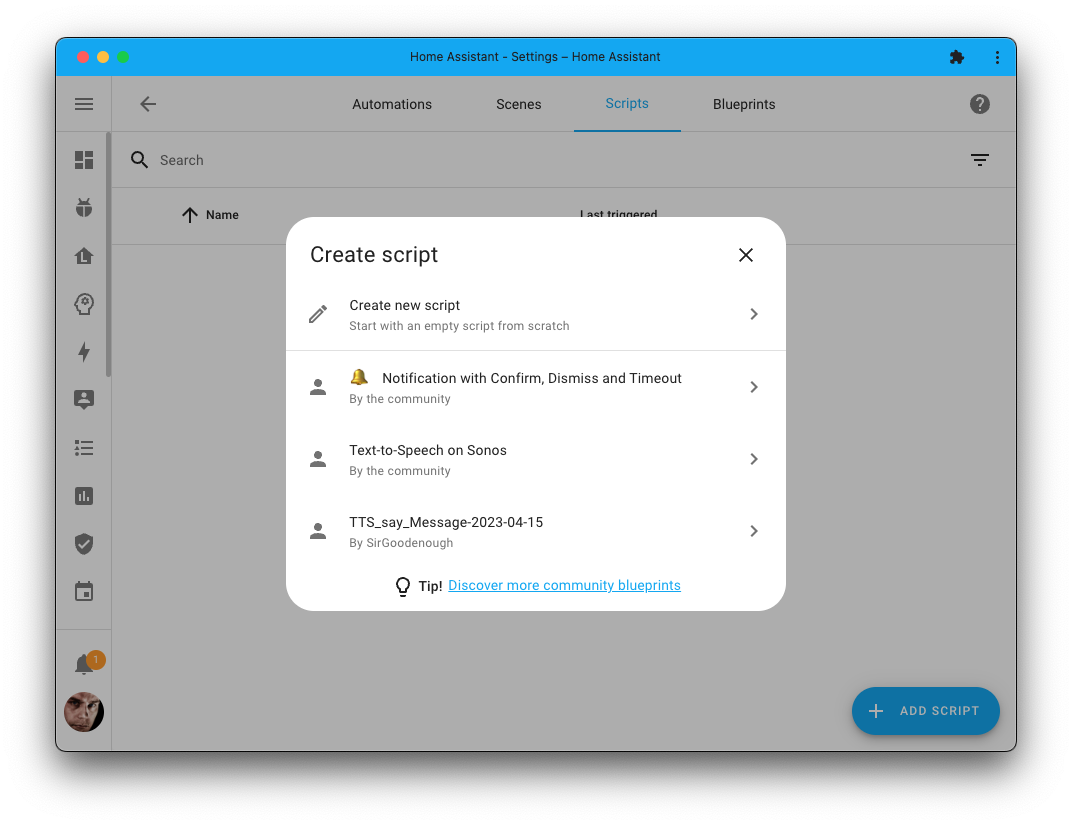 Home Assistant - Settings – Home Assistant
Automations
Scenes
Scripts
Blueprints
Search
Name
Last triggered
Create script
Create new script
Start with an empty script from scratch
🔔 Notification with Confirm, Dismiss and Timeout
By the community
Text-to-Speech on Sonos
By the community
TTS_say_Message-2023-04-15
By SirGoodenough
Tip! Discover more community blueprints
1
ADD SCRIPT